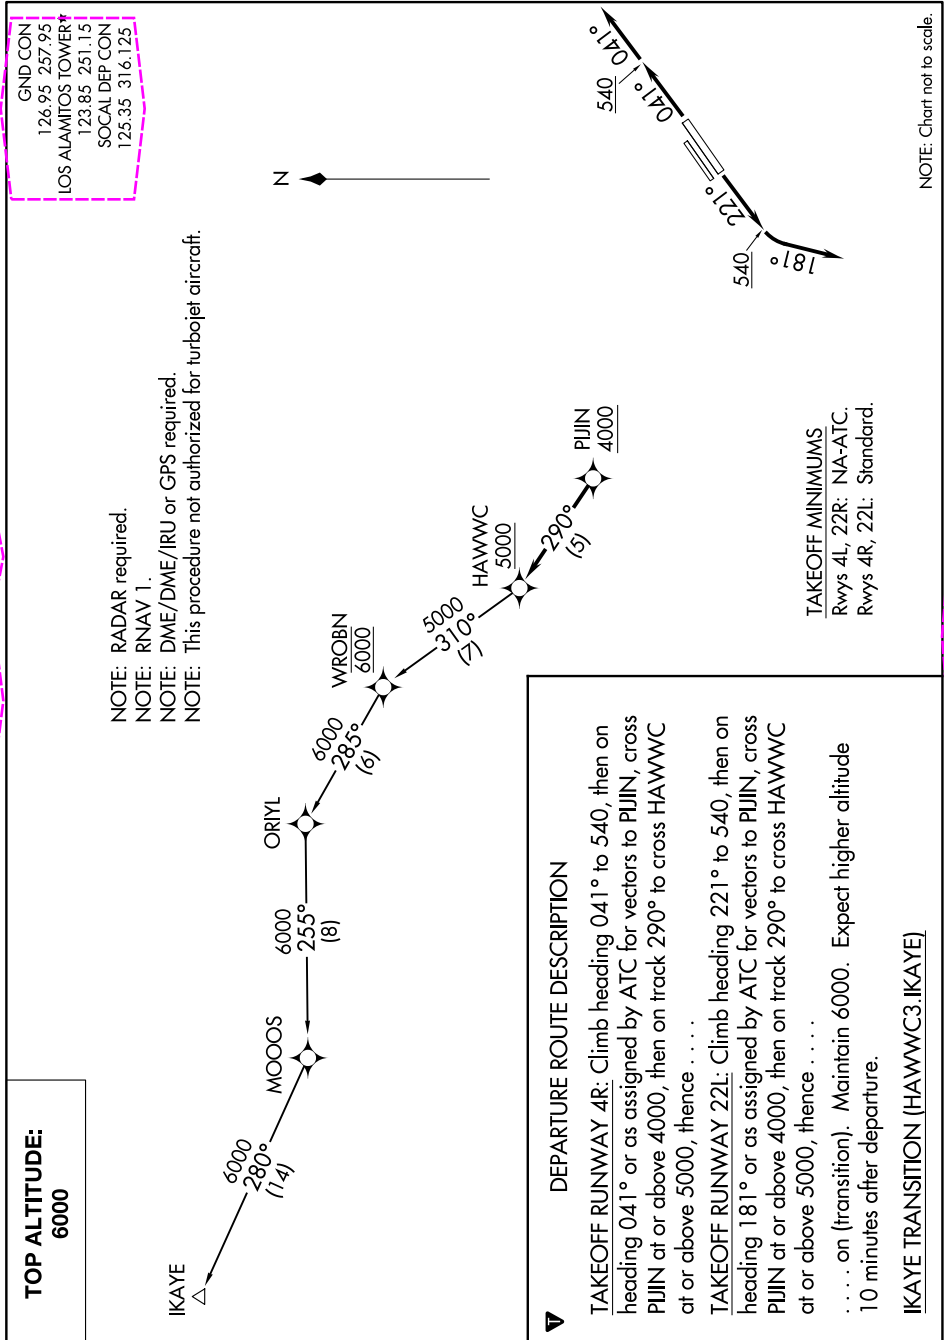 TOP ALTITUDE:
6000
GND CON
126.95 257.95
LOS ALAMITOS TOWER★
123.85 251.15
SOCAL DEP CON
125.35 316.125
NOTE: RADAR required.
NOTE: RNAV 1.
NOTE: DME/DME/IRU or GPS required.
NOTE: This procedure not authorized for turbojet aircraft.
N
IKAYE
6000
280°
(14)
MOOOS
6000
255°
(8)
ORIYL
6000
285°
(6)
WROBN
6000
5000
310°
(7)
HAWWC
5000
290°
(5)
PIJIN
4000
540
041°
041°
221°
540
181°
TAKEOFF MINIMUMS
Rwys 4L, 22R: NA-ATC.
Rwys 4R, 22L: Standard.
NOTE: Chart not to scale.
T
DEPARTURE ROUTE DESCRIPTION
TAKEOFF RUNWAY 4R: Climb heading 041° to 540, then on
heading 041° or as assigned by ATC for vectors to PIJIN, cross
PIJIN at or above 4000, then on track 290° to cross HAWWC
at or above 5000, thence . . . .
TAKEOFF RUNWAY 22L: Climb heading 221° to 540, then on
heading 181° or as assigned by ATC for vectors to PIJIN, cross
PIJIN at or above 4000, then on track 290° to cross HAWWC
at or above 5000, thence . . . .
. . . . on (transition). Maintain 6000. Expect higher altitude
10 minutes after departure.
IKAYE TRANSITION (HAWWC3.IKAYE)